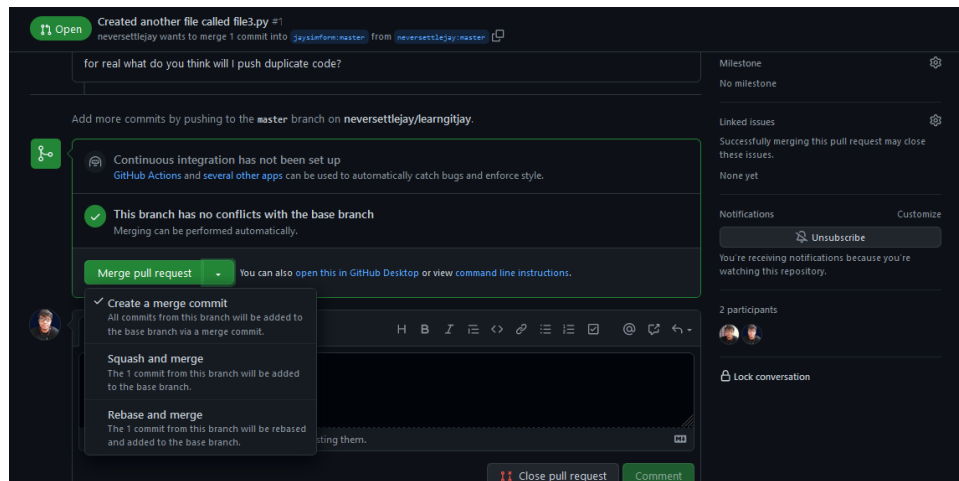 Open
Created another file called file3.py #1
neversettlejay wants to merge 1 commit into jaysimform:master from neversettlejay:master
for real what do you think will I push duplicate code?
Add more commits by pushing to the master branch on neversettlejay/learngitjay.
Continuous integration has not been set up
GitHub Actions and several other apps can be used to automatically catch bugs and enforce style.
This branch has no conflicts with the base branch
Merging can be performed automatically.
Merge pull request
You can also open this in GitHub Desktop or view command line instructions.
Create a merge commit
All commits from this branch will be added to
the base branch via a merge commit.
Squash and merge
The 1 commit from this branch will be added
to the base branch.
Rebase and merge
The 1 commit from this branch will be rebased
and added to the base branch.
H B I
@
sting them.
Close pull request
Comment
Milestone
No milestone
Linked issues
Successfully merging this pull request may close
these issues.
None yet
Notifications
Customize
Unsubscribe
You're receiving notifications because you're
watching this repository.
2 participants
Lock conversation